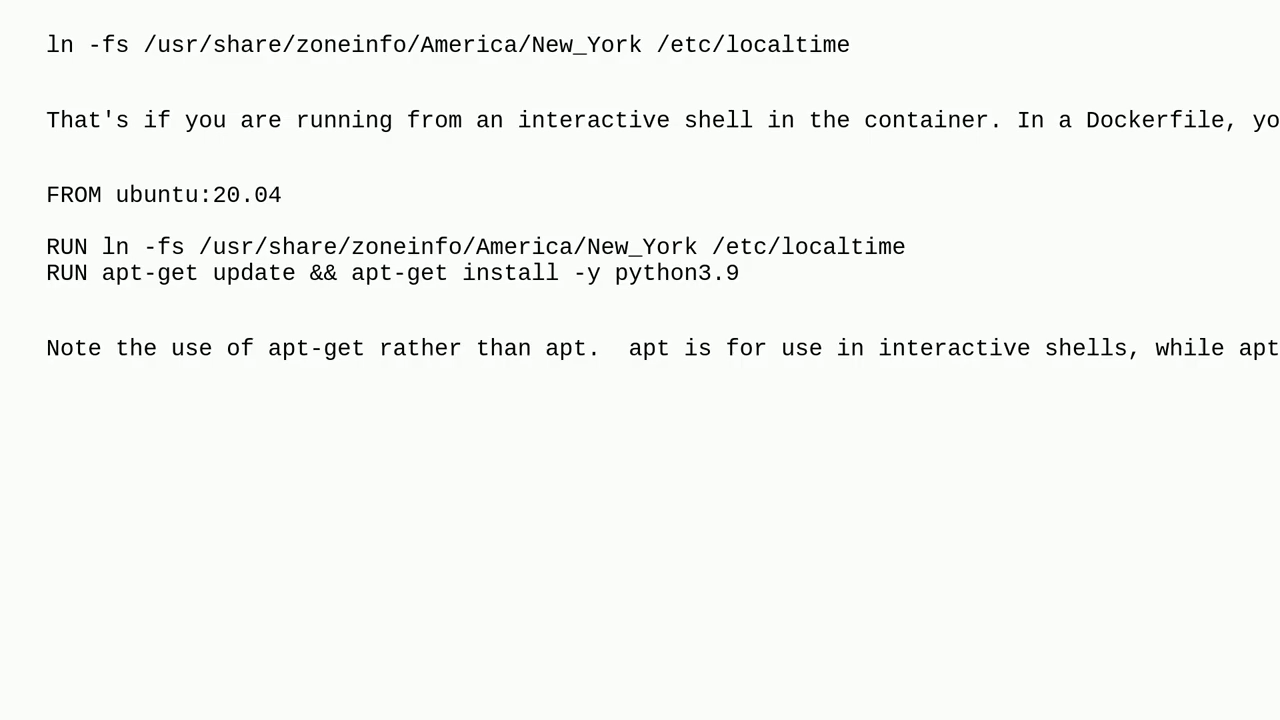 ln -fs /usr/share/zoneinfo/America/New_York /etc/localtime
That's if you are running from an interactive shell in the container. In a Dockerfile, yo
FROM ubuntu:20.04
RUN ln -fs /usr/share/zoneinfo/America/New_York /etc/localtime
RUN apt-get update && apt-get install -y python3.9
Note the use of apt-get rather than apt.  apt is for use in interactive shells, while apt